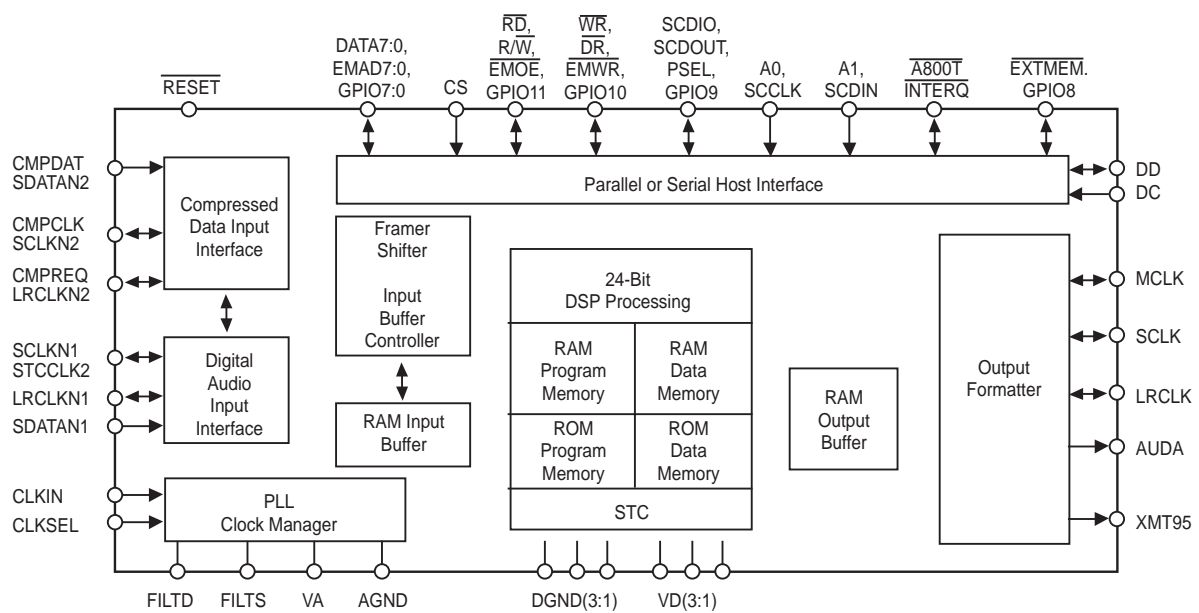 RD,
WR,
SCDIO,
DATA7:0,
R/W,
DR,
SCDOUT,
EMAD7:0,
EMOE,
EMWR,
PSEL,
A0,
A1,
A800T
EXTMEM.
RESET
GPIO7:0
CS
GPIO11
GPIO10
GPIO9
SCCLK
SCDIN
INTERQ
GPIO8
CMPDAT
SDATAN2
CMPCLK
SCLKN2
CMPREQ
LRCLKN2
SCLKN1
STCCLK2
LRCLKN1
SDATAN1
CLKIN
CLKSEL
Compressed
Data Input
Interface
Digital
Audio
Input
Interface
PLL
Clock Manager
Parallel or Serial Host Interface
Framer
Shifter
Input
Buffer
Controller
RAM Input
Buffer
24-Bit
DSP Processing
RAM
Program
Memory
RAM
Data
Memory
ROM
Program
Memory
ROM
Data
Memory
STC
RAM
Output
Buffer
Output
Formatter
DD
DC
MCLK
SCLK
LRCLK
AUDA
XMT95
FILTD
FILTS
VA
AGND
DGND(3:1)
VD(3:1)